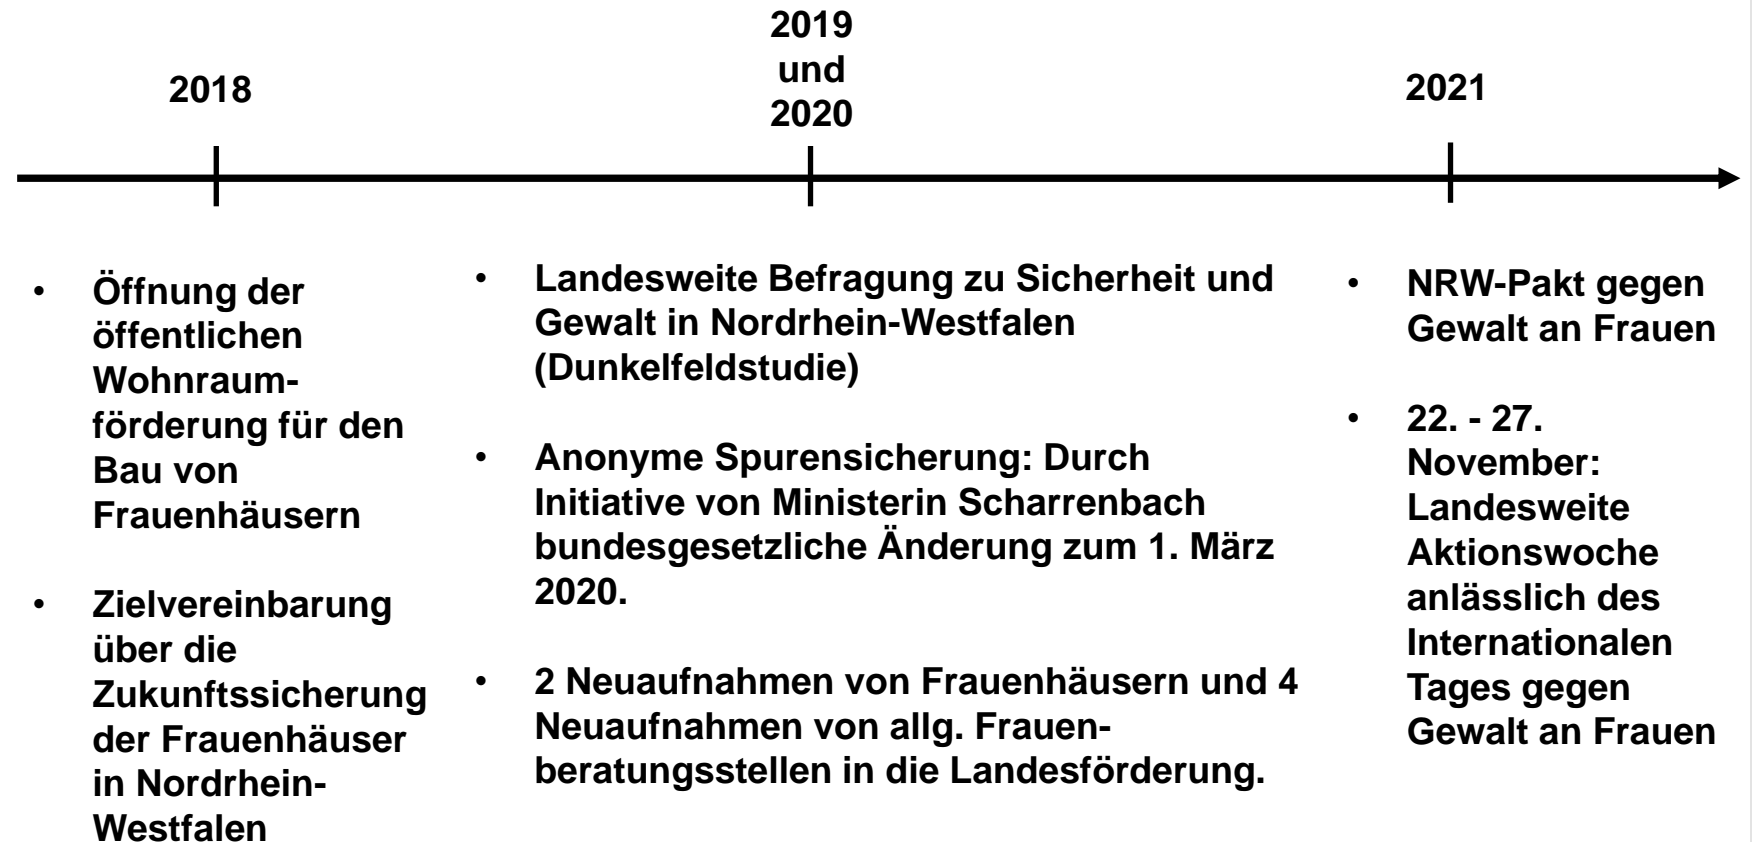 2018
2019
und
2020
2021
• Öffnung der
öffentlichen
Wohnraum-
förderung für den
Bau von
Frauenhäusern
• Zielvereinbarung
über die
Zukunftssicherung
der Frauenhäuser
in Nordrhein-
Westfalen
• Landesweite Befragung zu Sicherheit und
Gewalt in Nordrhein-Westfalen
(Dunkelfeldstudie)
• Anonyme Spurensicherung: Durch
Initiative von Ministerin Scharrenbach
bundesgesetzliche Änderung zum 1. März
2020.
• 2 Neuaufnahmen von Frauenhäusern und 4
Neuaufnahmen von allg. Frauen-
beratungsstellen in die Landesförderung.
• NRW-Pakt gegen
Gewalt an Frauen
• 22. - 27.
November:
Landesweite
Aktionswoche
anlässlich des
Internationalen
Tages gegen
Gewalt an Frauen